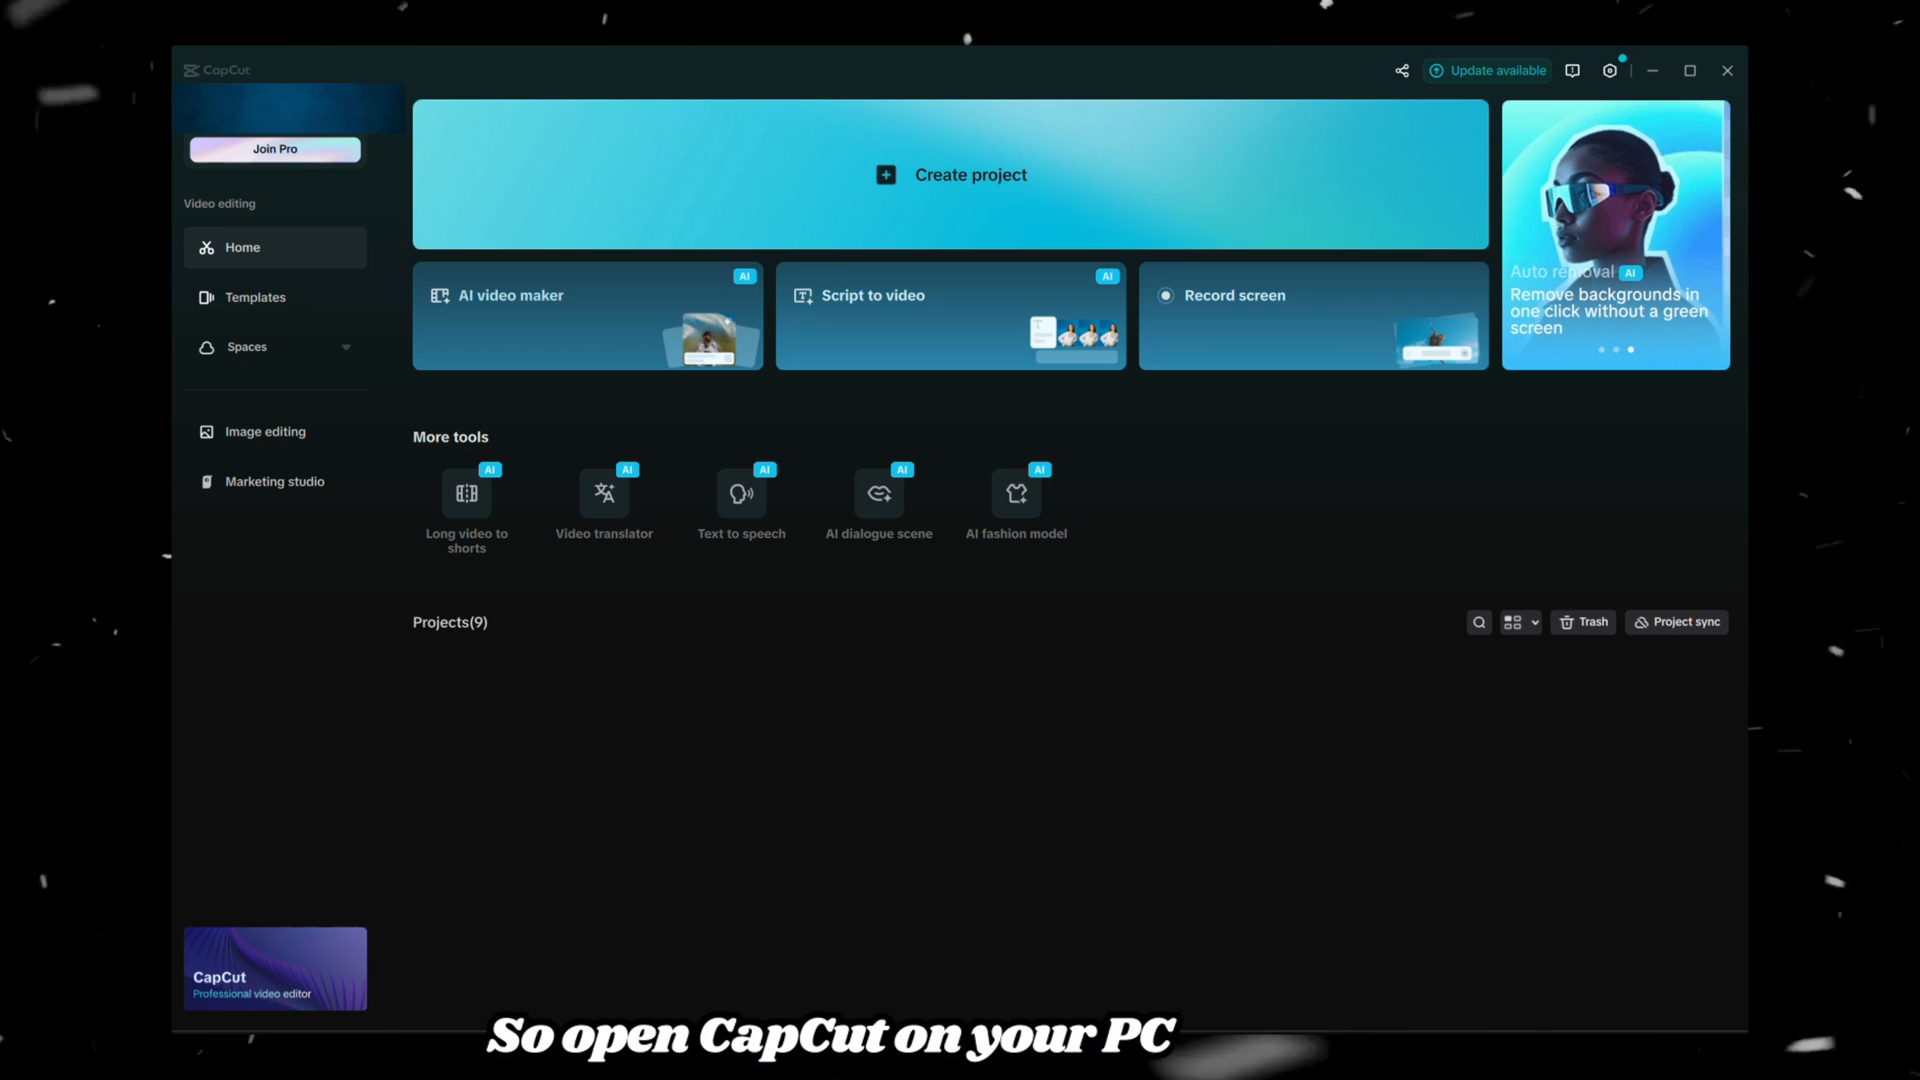 CapCut
Update available
Join Pro
Video editing
Home
Templates
Spaces
Image editing
Marketing studio
Create project
AI
AI video maker
AI
Script to video
Record screen
Auto removal AI
Remove backgrounds in
one click without a green
screen
More tools
AI
Long video to
shorts
AI
Video translator
AI
Text to speech
AI
AI dialogue scene
AI
AI fashion model
Projects(9)
Trash
Project sync
CapCut
Professional video editor
So open CapCut on your PC